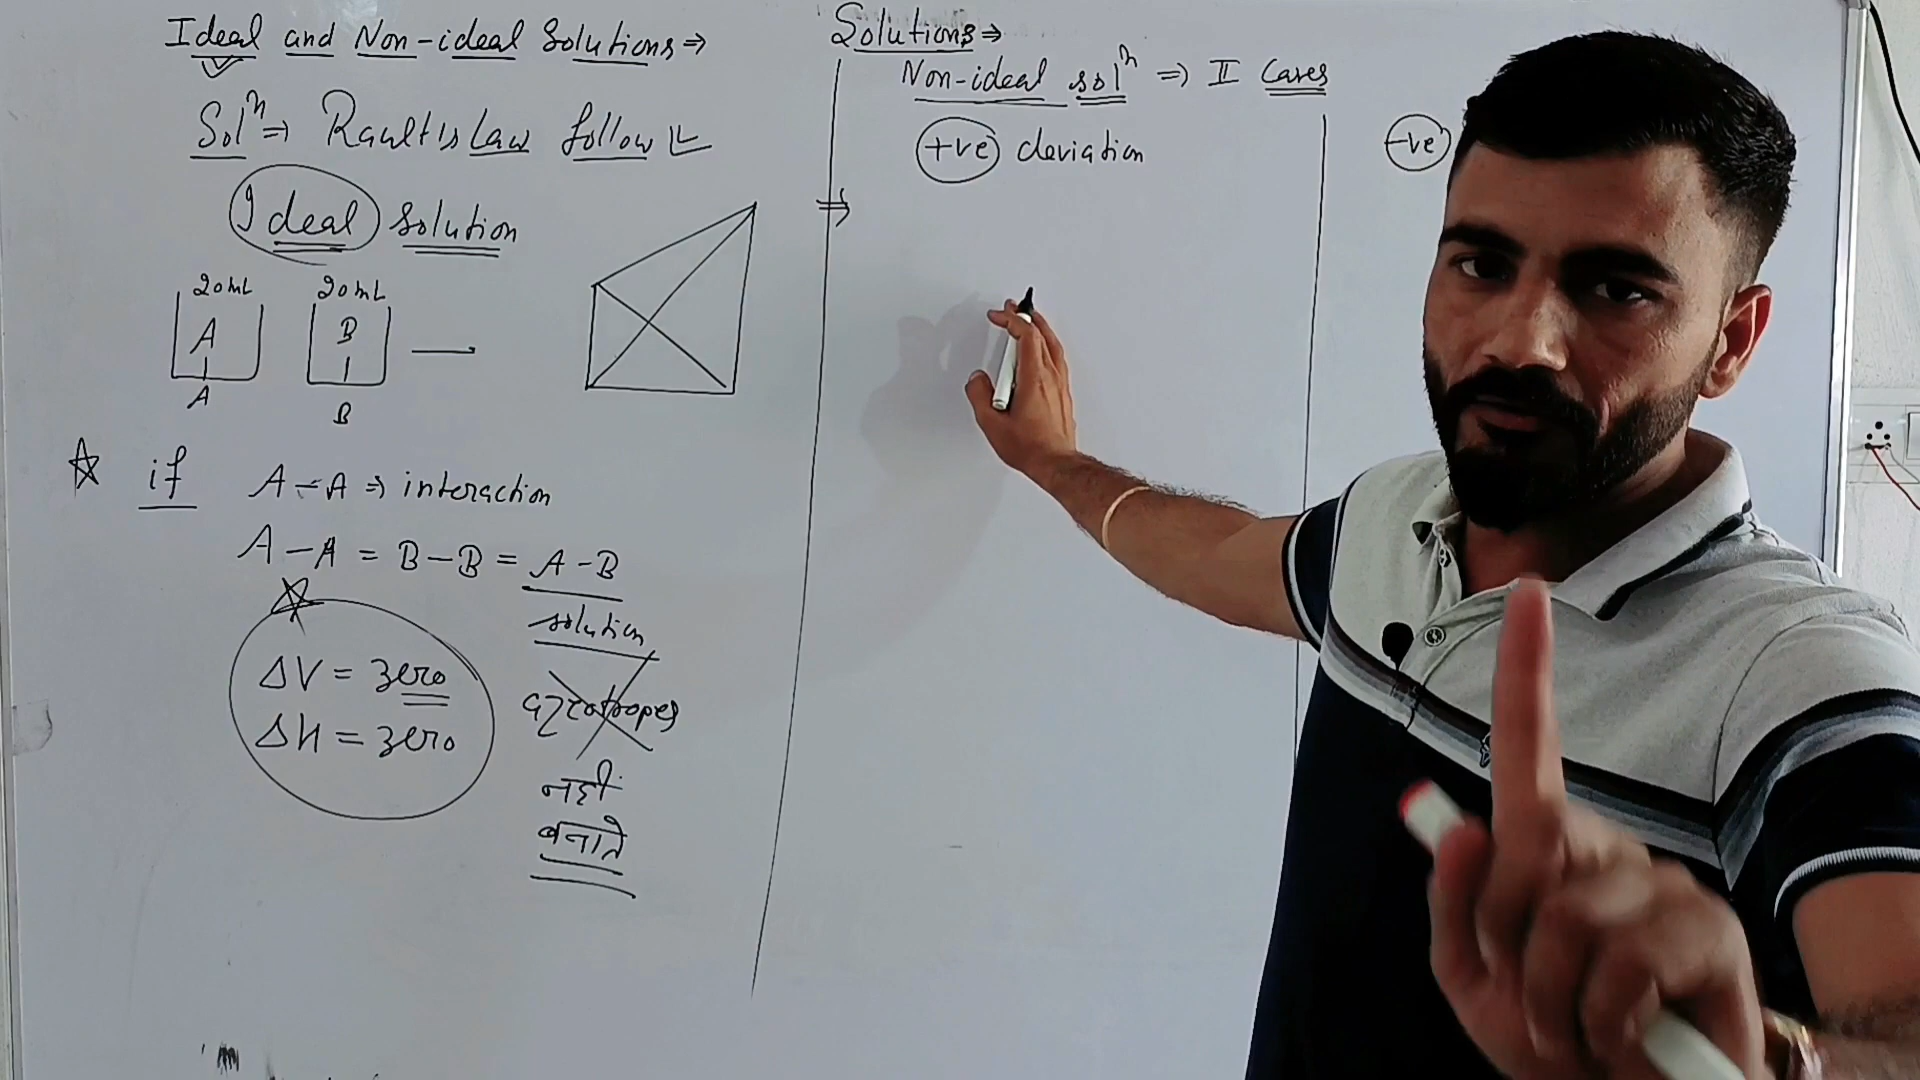 Ideal and Non-ideal Solutions ⇒
Solⁿ ⇒ Rault's Law follow
Ideal solution
20mL 20mL
A B
A B
if A-A ⇒ interaction
A-A = B-B = A-B
solution
ΔV = zero
ΔH = zero
azeotropes
नही
बनाते
Solutions ⇒
Non-ideal solⁿ ⇒ II Cases
+ve deviation
-ve